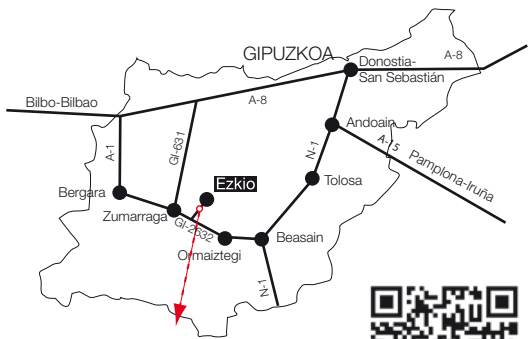 GIPUZKOA
Donostia-
San Sebastián
A-8
Bilbo-Bilbao
A-8
Andoain
A-1
GI-631
N-1
A-15
Pamplona-Iruña
Ezkio
Tolosa
Bergara
Zumarraga
GI-2632
Ormaiztegi
Beasain
N-1